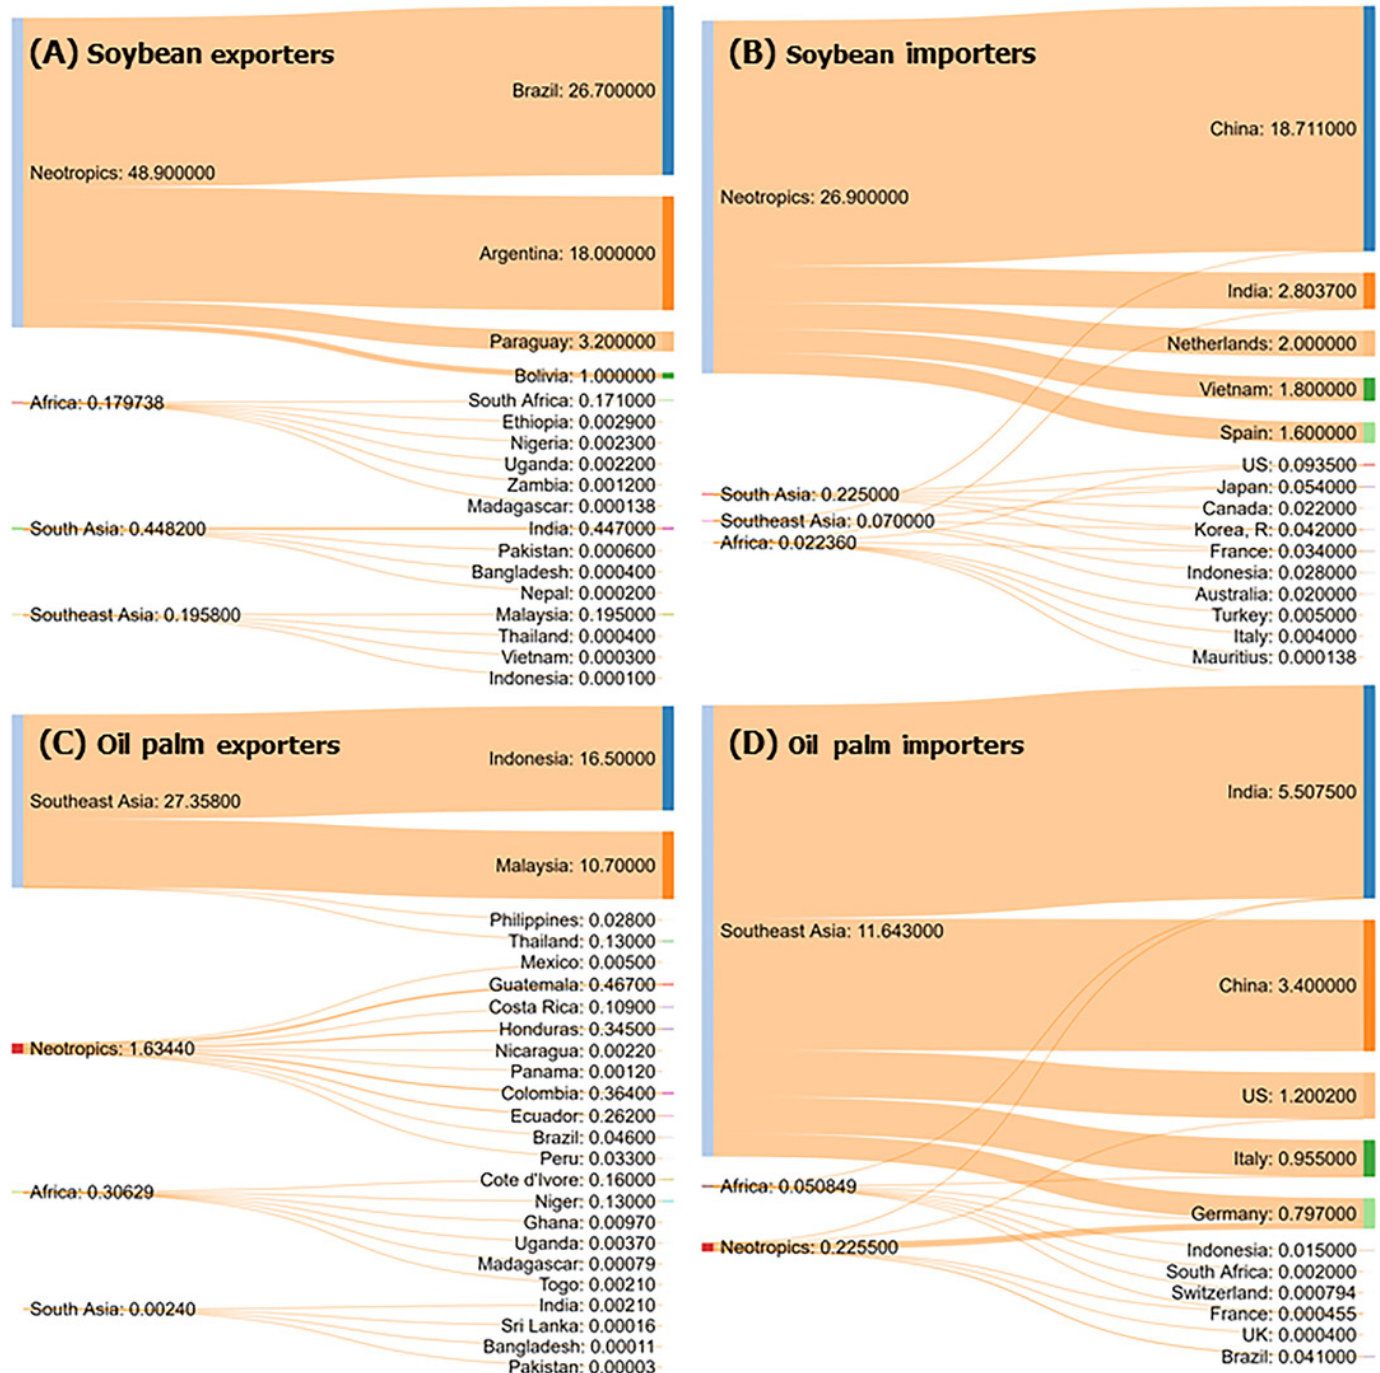 (A) Soybean exporters
Brazil: 26.700000
Neotropics: 48.900000
Argentina: 18.000000
Paraguay: 3.200000
Bolivia: 1.000000
Africa: 0.179738
South Africa: 0.171000
Ethiopia: 0.002900
Nigeria: 0.002300
Uganda: 0.002200
Zambia: 0.001200
Madagascar: 0.000138
South Asia: 0.448200
India: 0.447000
Pakistan: 0.000600
Bangladesh: 0.000400
Nepal: 0.000200
Southeast Asia: 0.195800
Malaysia: 0.195000
Thailand: 0.000400
Vietnam: 0.000300
Indonesia: 0.000100
(B) Soybean importers
China: 18.711000
Neotropics: 26.900000
India: 2.803700
Netherlands: 2.000000
Vietnam: 1.800000
Spain: 1.600000
US: 0.093500
South Asia: 0.225000
Japan: 0.054000
Canada: 0.022000
Southeast Asia: 0.070000
Korea, R: 0.042000
Africa: 0.022360
France: 0.034000
Indonesia: 0.028000
Australia: 0.020000
Turkey: 0.005000
Italy: 0.004000
Mauritius: 0.000138
(C) Oil palm exporters
Indonesia: 16.50000
Southeast Asia: 27.35800
Malaysia: 10.70000
Philippines: 0.02800
Thailand: 0.13000
Mexico: 0.00500
Guatemala: 0.46700
Costa Rica: 0.10900
Honduras: 0.34500
Neotropics: 1.63440
Nicaragua: 0.00220
Panama: 0.00120
Colombia: 0.36400
Ecuador: 0.26200
Brazil: 0.04600
Peru: 0.03300
Cote d'Ivore: 0.16000
Africa: 0.30629
Niger: 0.13000
Ghana: 0.00970
Uganda: 0.00370
Madagascar: 0.00079
Togo: 0.00210
India: 0.00210
South Asia: 0.00240
Sri Lanka: 0.00016
Bangladesh: 0.00011
Pakistan: 0.00003
(D) Oil palm importers
India: 5.507500
Southeast Asia: 11.643000
China: 3.400000
US: 1.200200
Italy: 0.955000
Africa: 0.050849
Germany: 0.797000
Neotropics: 0.225500
Indonesia: 0.015000
South Africa: 0.002000
Switzerland: 0.000794
France: 0.000455
UK: 0.000400
Brazil: 0.041000